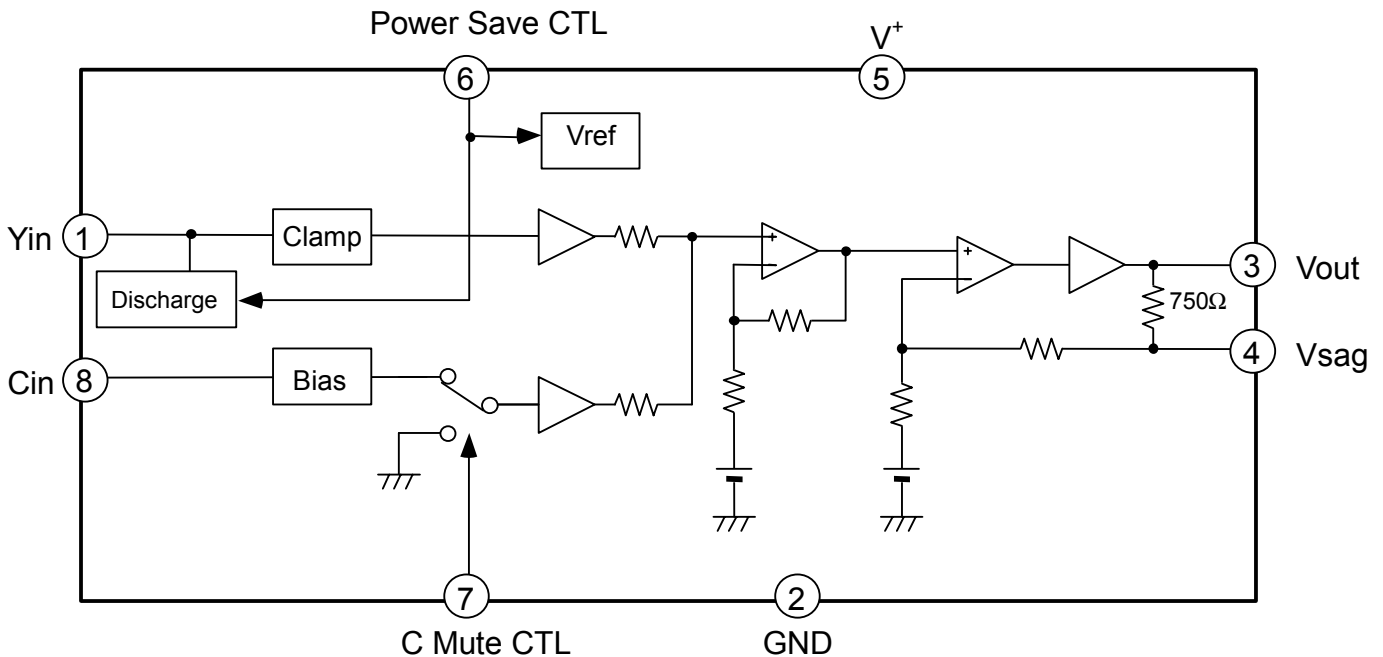 Power Save CTL
V+
6
5
Vref
Yin
1
Clamp
+
−
+
−
3
Vout
Discharge
750Ω
4
Vsag
Cin
8
Bias
7
2
C Mute CTL
GND